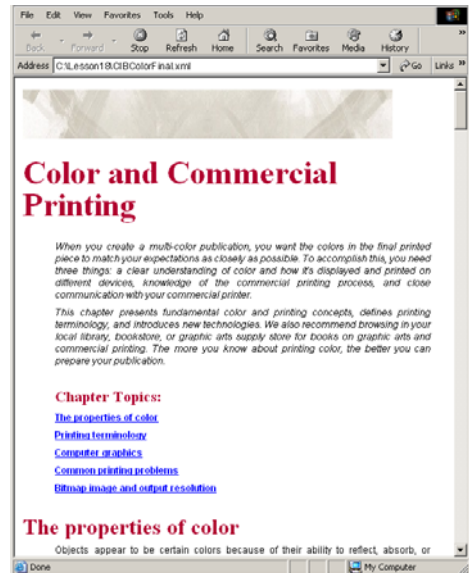 File Edit View Favorites Tools Help
Back Forward Stop Refresh Home Search Favorites Media History »
Address C:\Lesson18\CIBColorFinal.xml Go Links »
Color and Commercial
Printing
When you create a multi-color publication, you want the colors in the final printed
piece to match your expectations as closely as possible. To accomplish this, you need
three things: a clear understanding of color and how it's displayed and printed on
different devices, knowledge of the commercial printing process, and close
communication with your commercial printer.
This chapter presents fundamental color and printing concepts, defines printing
terminology, and introduces new technologies. We also recommend browsing in your
local library, bookstore, or graphic arts supply store for books on graphic arts and
commercial printing. The more you know about printing color, the better you can
prepare your publication.
Chapter Topics:
The properties of color
Printing terminology
Computer graphics
Common printing problems
Bitmap image and output resolution
The properties of color
Objects appear to be certain colors because of their ability to reflect, absorb, or
Done My Computer